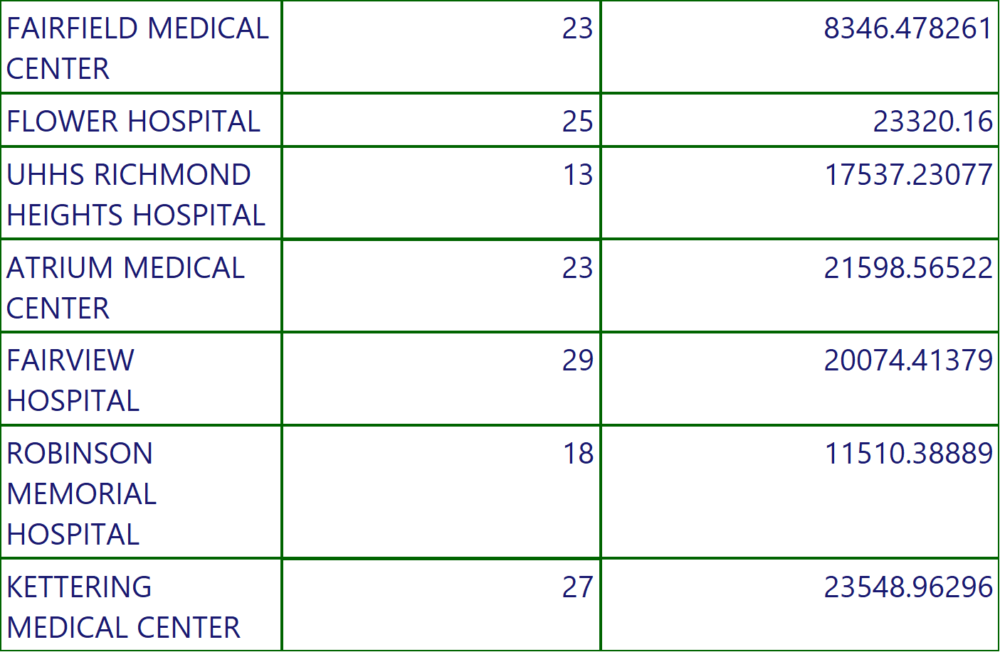 FAIRFIELD MEDICAL 23 8346.478261
CENTER
FLOWER HOSPITAL 25 23320.16
UHHS RICHMOND 13 17537.23077
HEIGHTS HOSPITAL
ATRIUM MEDICAL 23 21598.56522
CENTER
FAIRVIEW 29 20074.41379
HOSPITAL
ROBINSON 18 11510.38889
MEMORIAL
HOSPITAL
KETTERING 27 23548.96296
MEDICAL CENTER